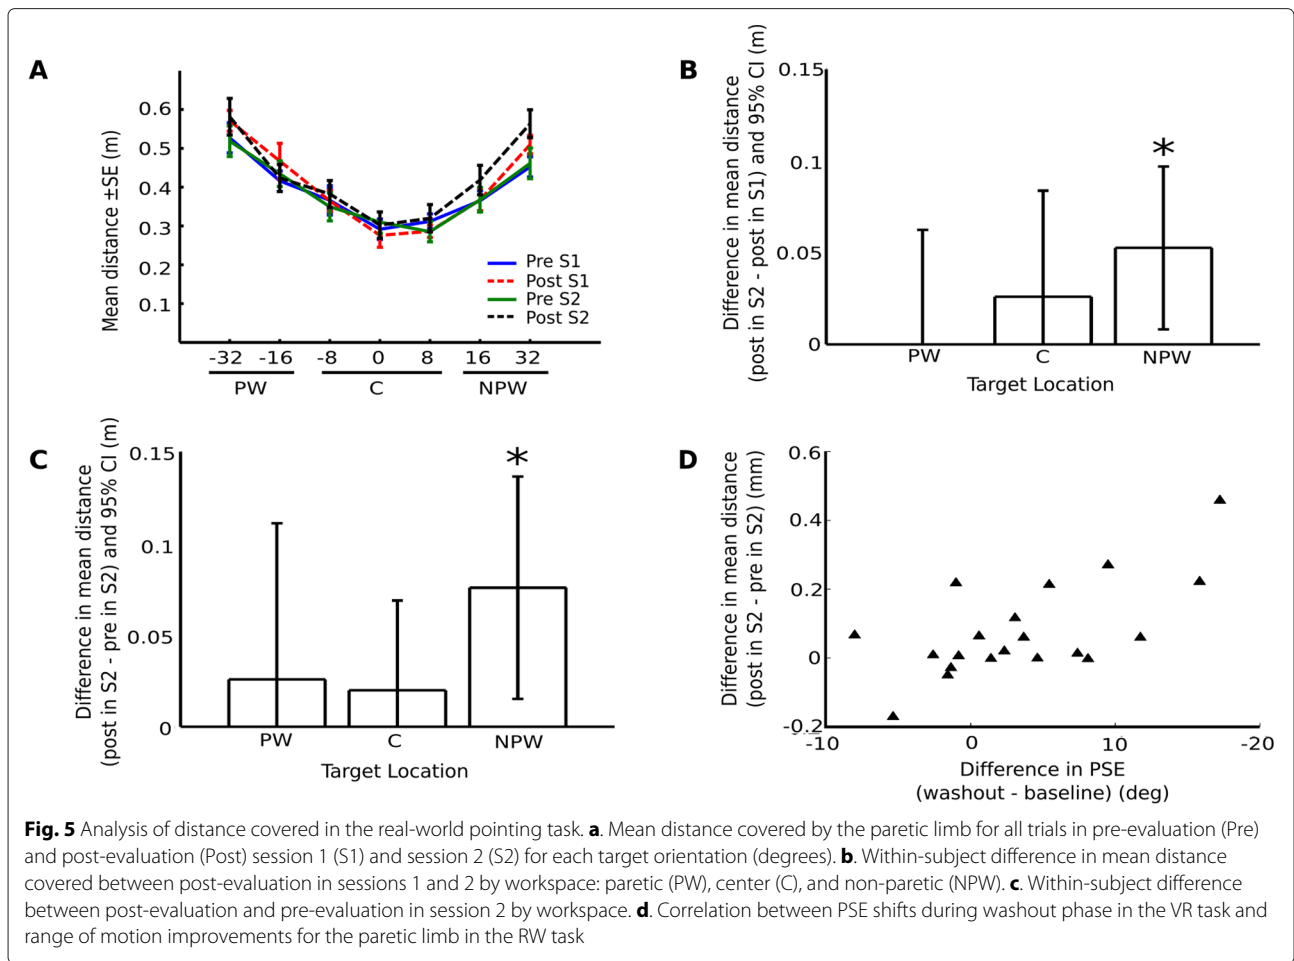 A
Mean distance ±SE (m)
0.6
0.5
0.4
0.3
0.2
0.1
Pre S1
Post S1
Pre S2
Post S2
-32 -16 -8 0 8 16 32
PW C NPW
B
Difference in mean distance
(post in S2 - post in S1) and 95% CI (m)
0.15
0.1
0.05
0
*
PW C NPW
Target Location
C
Difference in mean distance
(post in S2 - pre in S2) and 95% CI (m)
0.15
0.1
0.05
0
*
PW C NPW
Target Location
D
Difference in mean distance
(post in S2 - pre in S2) (mm)
0.6
0.4
0.2
0
-0.2
-10 0 10 -20
Difference in PSE
(washout - baseline) (deg)
Fig. 5 Analysis of distance covered in the real-world pointing task. a. Mean distance covered by the paretic limb for all trials in pre-evaluation (Pre)
and post-evaluation (Post) session 1 (S1) and session 2 (S2) for each target orientation (degrees). b. Within-subject difference in mean distance
covered between post-evaluation in sessions 1 and 2 by workspace: paretic (PW), center (C), and non-paretic (NPW). c. Within-subject difference
between post-evaluation and pre-evaluation in session 2 by workspace. d. Correlation between PSE shifts during washout phase in the VR task and
range of motion improvements for the paretic limb in the RW task